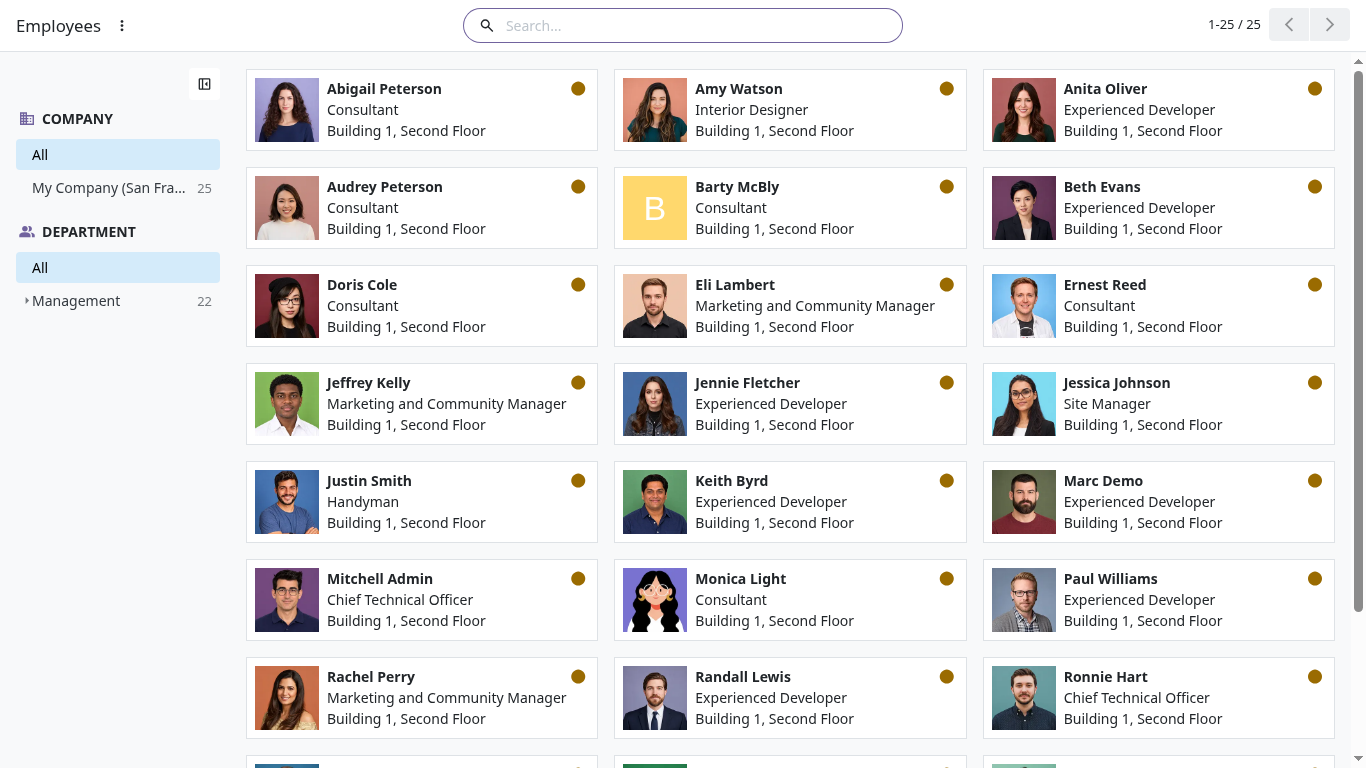 Employees
Search...
1-25 / 25
COMPANY
All
My Company (San Fra...
25
DEPARTMENT
All
Management
22
Abigail Peterson
Consultant
Building 1, Second Floor
Amy Watson
Interior Designer
Building 1, Second Floor
Anita Oliver
Experienced Developer
Building 1, Second Floor
Audrey Peterson
Consultant
Building 1, Second Floor
B
Barty McBly
Consultant
Building 1, Second Floor
Beth Evans
Experienced Developer
Building 1, Second Floor
Doris Cole
Consultant
Building 1, Second Floor
Eli Lambert
Marketing and Community Manager
Building 1, Second Floor
Ernest Reed
Consultant
Building 1, Second Floor
Jeffrey Kelly
Marketing and Community Manager
Building 1, Second Floor
Jennie Fletcher
Experienced Developer
Building 1, Second Floor
Jessica Johnson
Site Manager
Building 1, Second Floor
Justin Smith
Handyman
Building 1, Second Floor
Keith Byrd
Experienced Developer
Building 1, Second Floor
Marc Demo
Experienced Developer
Building 1, Second Floor
Mitchell Admin
Chief Technical Officer
Building 1, Second Floor
Monica Light
Consultant
Building 1, Second Floor
Paul Williams
Experienced Developer
Building 1, Second Floor
Rachel Perry
Marketing and Community Manager
Building 1, Second Floor
Randall Lewis
Experienced Developer
Building 1, Second Floor
Ronnie Hart
Chief Technical Officer
Building 1, Second Floor